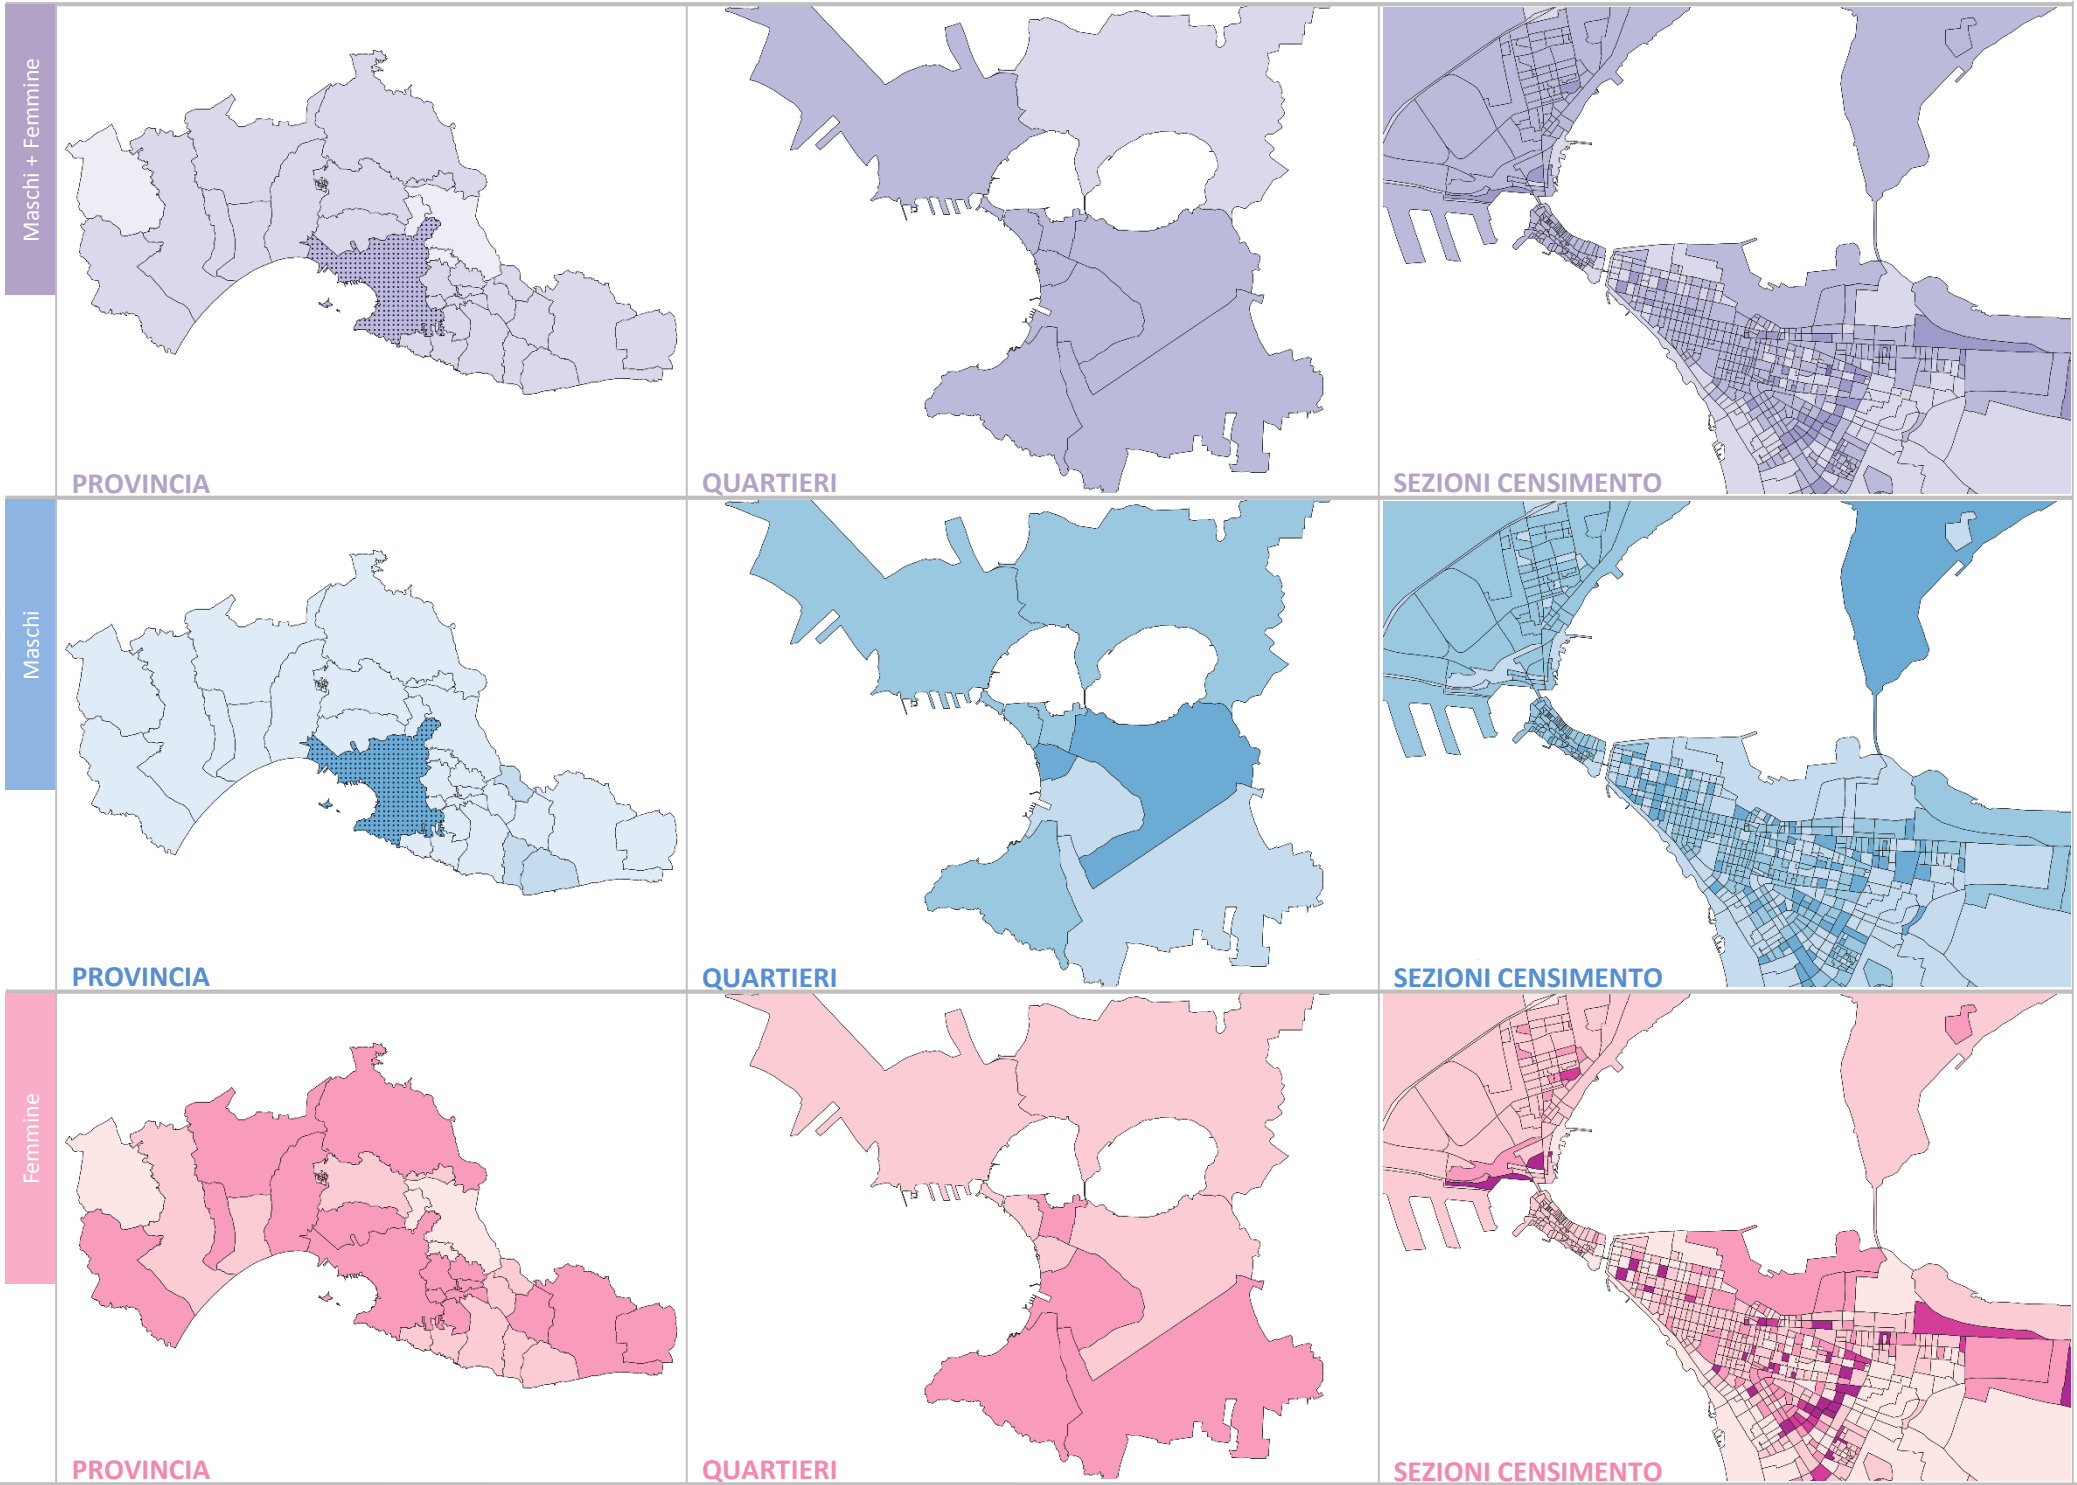 Maschi + Femmine
PROVINCIA
QUARTIERI
SEZIONI CENSIMENTO
Maschi
PROVINCIA
QUARTIERI
SEZIONI CENSIMENTO
Femmine
PROVINCIA
QUARTIERI
SEZIONI CENSIMENTO